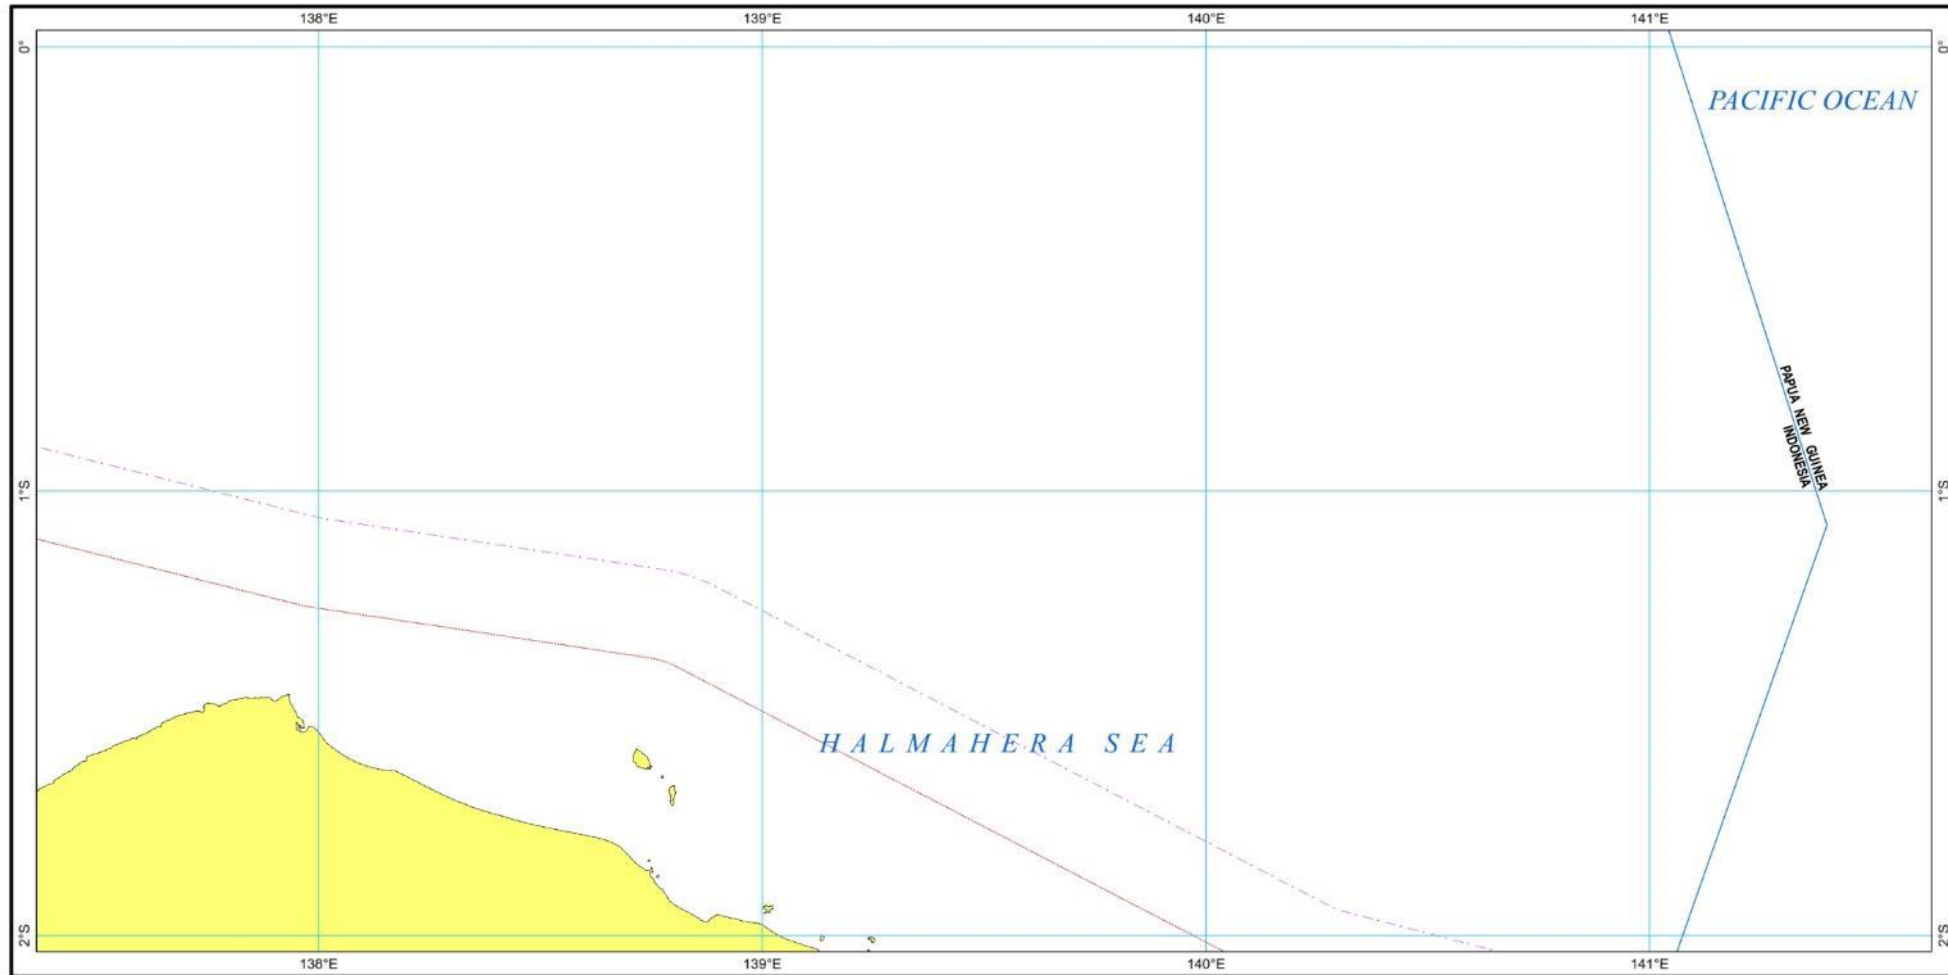 138°E
139°E
140°E
141°E
0°
0°
PACIFIC OCEAN
PAPUA NEW GUINEA
INDONESIA
1°S
1°S
HALMAHERA SEA
2°S
2°S
138°E
139°E
140°E
141°E